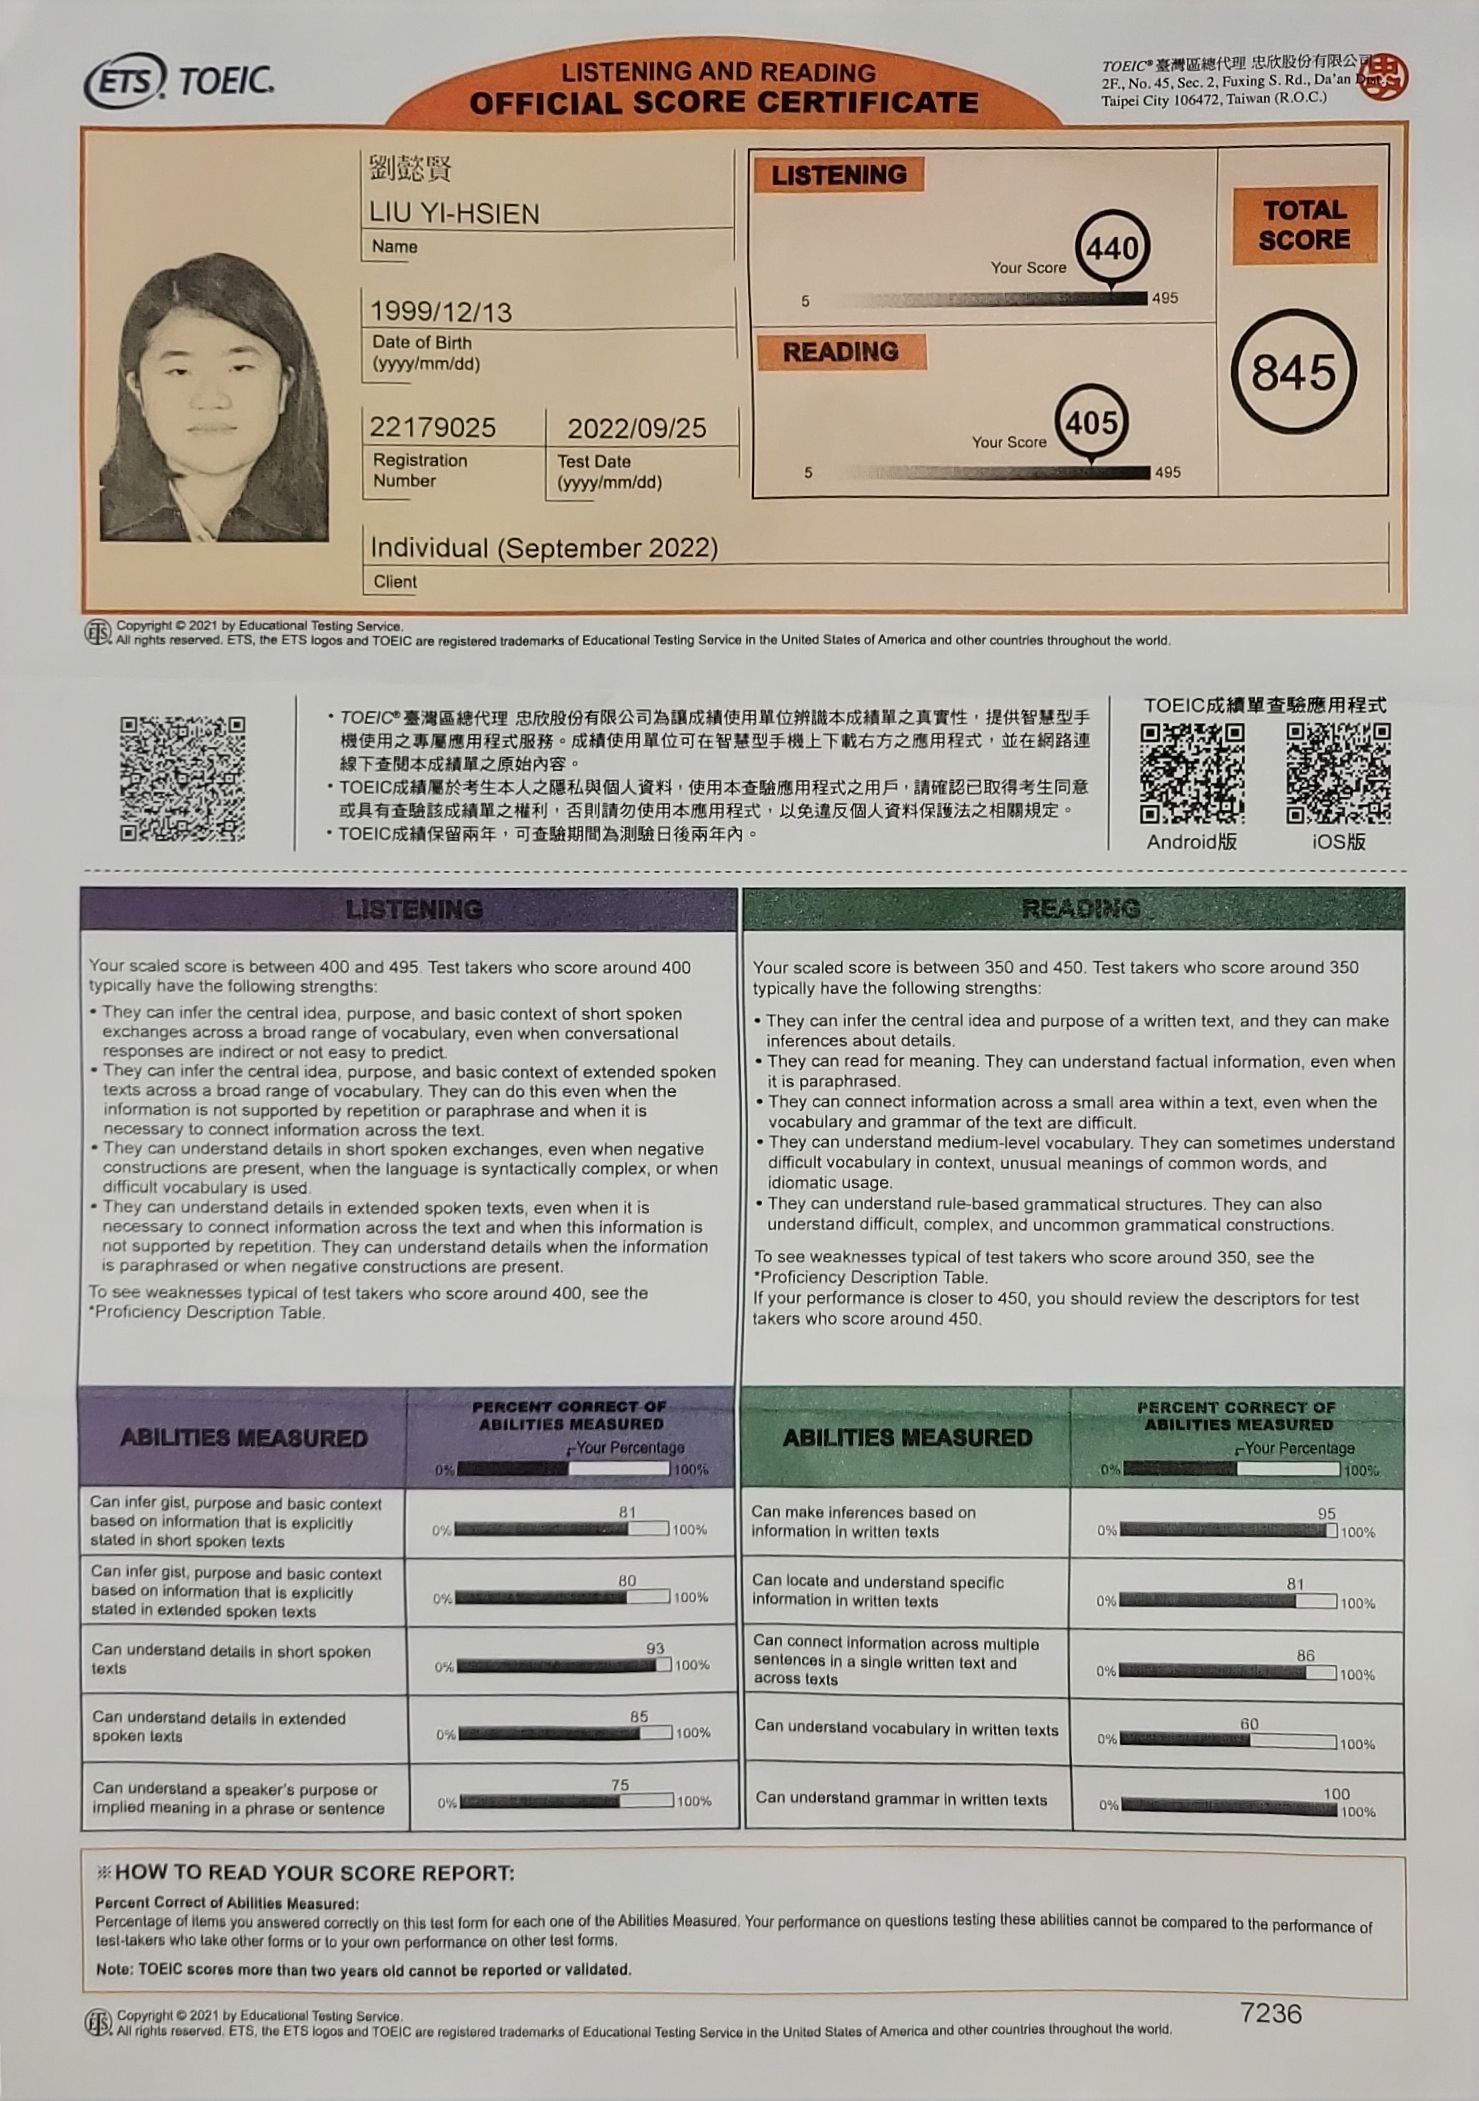 ETS TOEIC
LISTENING AND READING
OFFICIAL SCORE CERTIFICATE
TOEIC® 臺灣區總代理 忠欣股份有限公司
2F., No. 45, Sec. 2, Fuxing S. Rd., Da'an Dist.,
Taipei City 106472, Taiwan (R.O.C.)
劉懿賢
LIU YI-HSIEN
Name
1999/12/13
Date of Birth
(yyyy/mm/dd)
22179025
Registration
Number
2022/09/25
Test Date
(yyyy/mm/dd)
Individual (September 2022)
Client
LISTENING
440
Your Score
5 495
READING
405
Your Score
5 495
TOTAL
SCORE
845
Copyright © 2021 by Educational Testing Service.
All rights reserved. ETS, the ETS logos and TOEIC are registered trademarks of Educational Testing Service in the United States of America and other countries throughout the world.
• TOEIC® 臺灣區總代理 忠欣股份有限公司為讓成績使用單位辨識本成績單之真實性，提供智慧型手
機使用之專屬應用程式服務。成績使用單位可在智慧型手機上下載右方之應用程式，並在網路連
線下查閱本成績單之原始內容。
• TOEIC成績屬於考生本人之隱私與個人資料，使用本查驗應用程式之用戶，請確認已取得考生同意
或具有查驗該成績單之權利，否則請勿使用本應用程式，以免違反個人資料保護法之相關規定。
• TOEIC成績保留兩年，可查驗期間為測驗日後兩年內。
TOEIC成績單查驗應用程式
Android版 iOS版
LISTENING
Your scaled score is between 400 and 495. Test takers who score around 400
typically have the following strengths:
• They can infer the central idea, purpose, and basic context of short spoken
exchanges across a broad range of vocabulary, even when conversational
responses are indirect or not easy to predict.
• They can infer the central idea, purpose, and basic context of extended spoken
texts across a broad range of vocabulary. They can do this even when the
information is not supported by repetition or paraphrase and when it is
necessary to connect information across the text.
• They can understand details in short spoken exchanges, even when negative
constructions are present, when the language is syntactically complex, or when
difficult vocabulary is used.
• They can understand details in extended spoken texts, even when it is
necessary to connect information across the text and when this information is
not supported by repetition. They can understand details when the information
is paraphrased or when negative constructions are present.
To see weaknesses typical of test takers who score around 400, see the
*Proficiency Description Table.
READING
Your scaled score is between 350 and 450. Test takers who score around 350
typically have the following strengths:
• They can infer the central idea and purpose of a written text, and they can make
inferences about details.
• They can read for meaning. They can understand factual information, even when
it is paraphrased.
• They can connect information across a small area within a text, even when the
vocabulary and grammar of the text are difficult.
• They can understand medium-level vocabulary. They can sometimes understand
difficult vocabulary in context, unusual meanings of common words, and
idiomatic usage.
• They can understand rule-based grammatical structures. They can also
understand difficult, complex, and uncommon grammatical constructions.
To see weaknesses typical of test takers who score around 350, see the
*Proficiency Description Table.
If your performance is closer to 450, you should review the descriptors for test
takers who score around 450.
ABILITIES MEASURED
PERCENT CORRECT OF
ABILITIES MEASURED
Your Percentage
0% 100%
Can infer gist, purpose and basic context
based on information that is explicitly
stated in short spoken texts
81
0% 100%
Can infer gist, purpose and basic context
based on information that is explicitly
stated in extended spoken texts
80
0% 100%
Can understand details in short spoken
texts
93
0% 100%
Can understand details in extended
spoken texts
85
0% 100%
Can understand a speaker's purpose or
implied meaning in a phrase or sentence
75
0% 100%
ABILITIES MEASURED
PERCENT CORRECT OF
ABILITIES MEASURED
Your Percentage
0% 100%
Can make inferences based on
information in written texts
95
0% 100%
Can locate and understand specific
information in written texts
81
0% 100%
Can connect information across multiple
sentences in a single written text and
across texts
86
0% 100%
Can understand vocabulary in written texts
60
0% 100%
Can understand grammar in written texts
100
0% 100%
※HOW TO READ YOUR SCORE REPORT:
Percent Correct of Abilities Measured:
Percentage of items you answered correctly on this test form for each one of the Abilities Measured. Your performance on questions testing these abilities cannot be compared to the performance of
test-takers who take other forms or to your own performance on other test forms.
Note: TOEIC scores more than two years old cannot be reported or validated.
Copyright © 2021 by Educational Testing Service.
All rights reserved. ETS, the ETS logos and TOEIC are registered trademarks of Educational Testing Service in the United States of America and other countries throughout the world.
7236